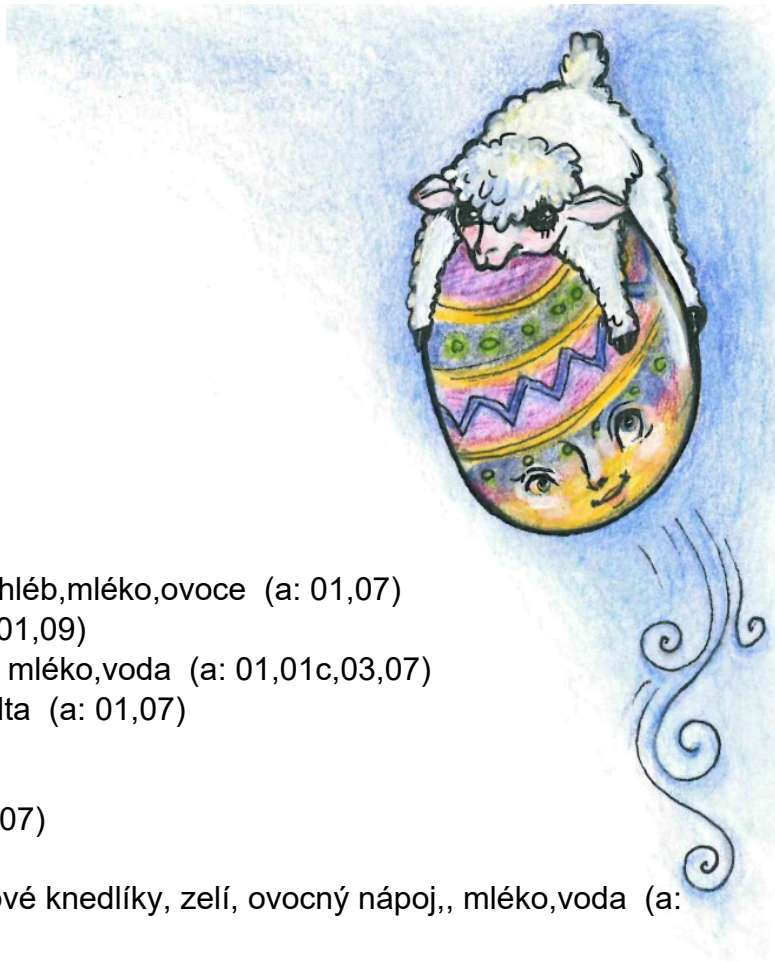 hléb,mléko,ovoce (a: 01,07)
01,09)
mléko,voda (a: 01,01c,03,07)
lta (a: 01,07)
07)
ové knedlíky, zelí, ovocný nápoj,, mléko,voda (a: